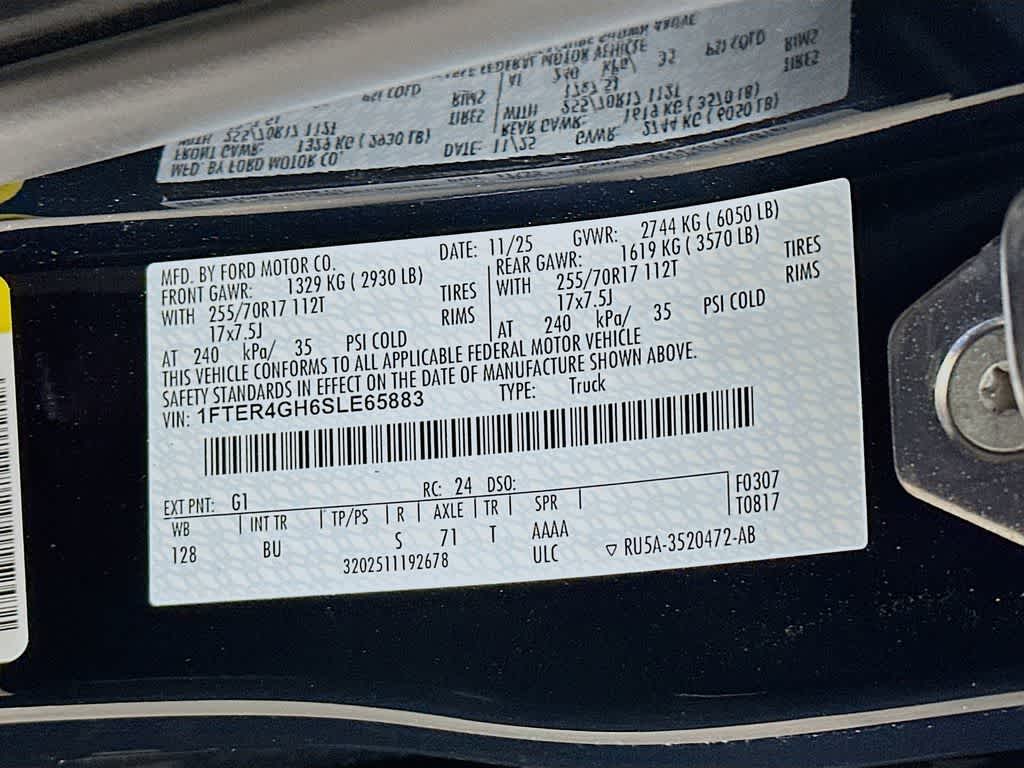 MFD. BY FORD MOTOR CO.
DATE: 11/25 GVWR: 2744 KG ( 6050 LB)
FRONT GAWR: 1329 KG ( 2930 LB) REAR GAWR: 1619 KG ( 3570 LB)
WITH 255/70R17 112T TIRES WITH 255/70R17 112T TIRES
17x7.5J RIMS 17x7.5J RIMS
AT 240 kPa/ 35 PSI COLD AT 240 kPa/ 35 PSI COLD
THIS VEHICLE CONFORMS TO ALL APPLICABLE FEDERAL MOTOR VEHICLE
SAFETY STANDARDS IN EFFECT ON THE DATE OF MANUFACTURE SHOWN ABOVE.
VIN: 1FTER4GH6SLE65883 TYPE: Truck
EXT PNT: G1 RC: 24 DSO:
WB INT TR TP/PS R AXLE TR SPR F0307
128 BU S 71 T AAAA T0817
3202511192678 ULC RU5A-3520472-AB